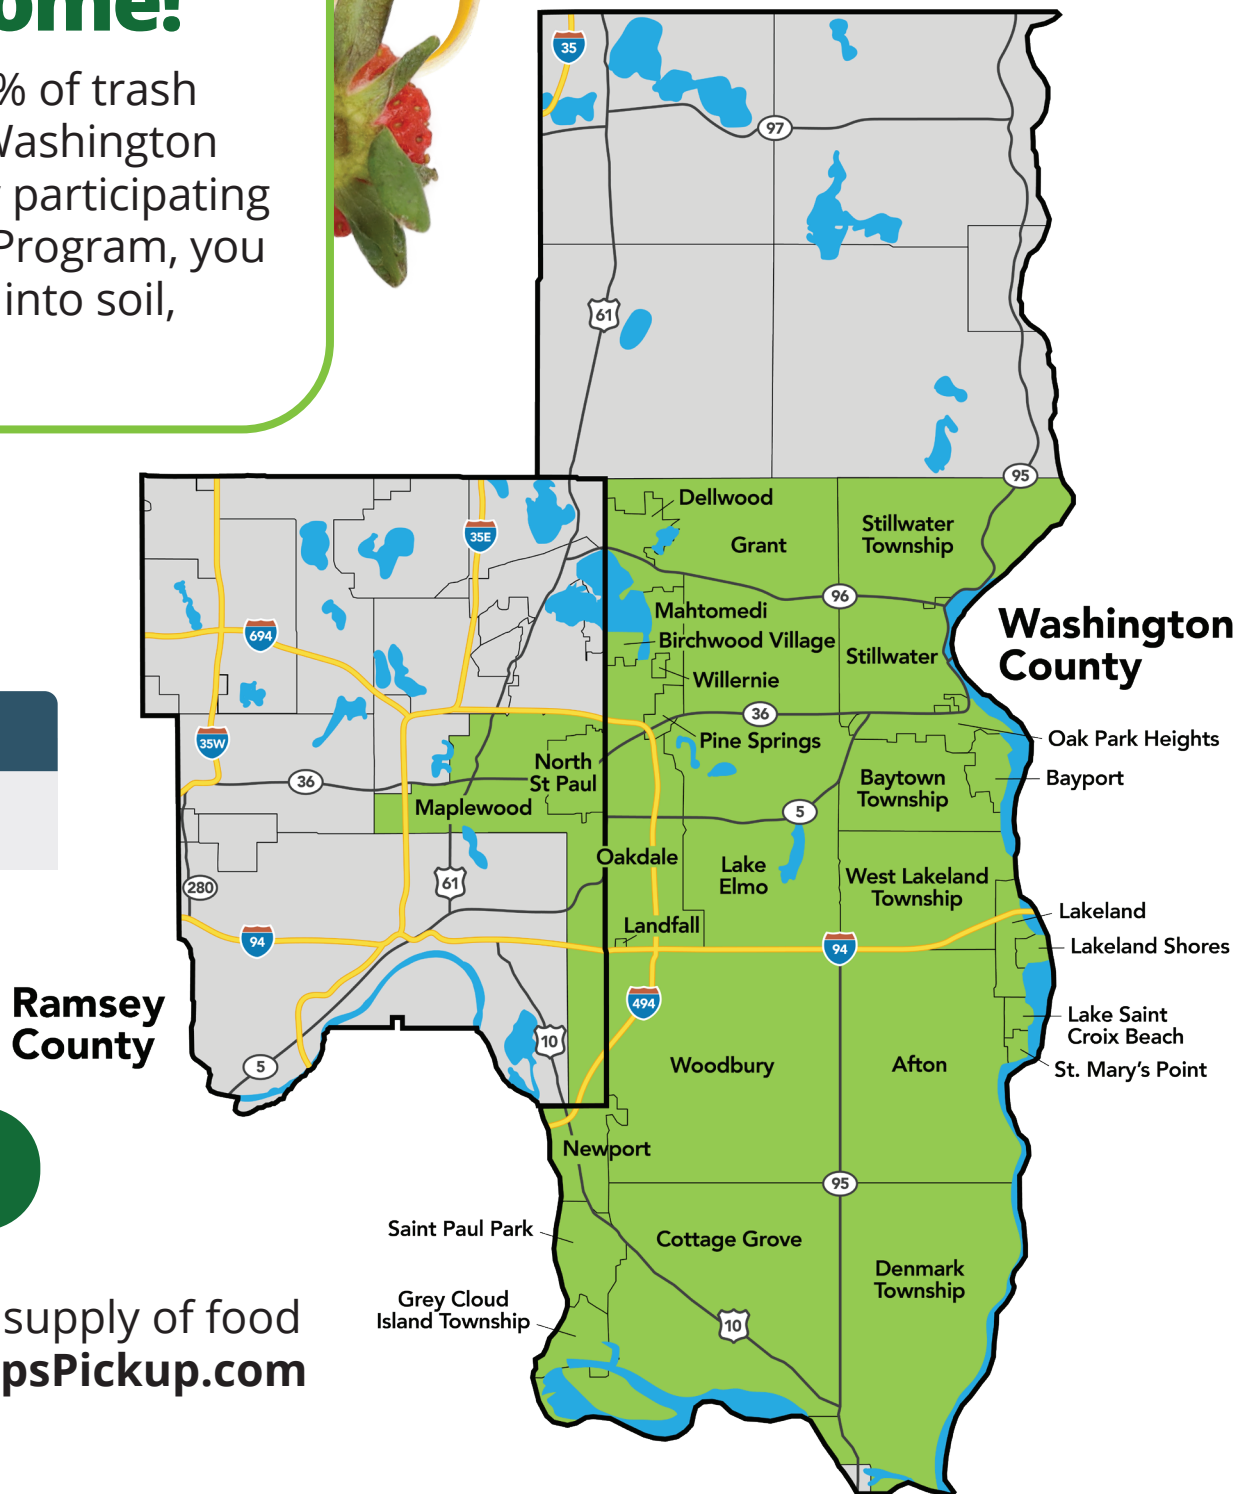 ome!
% of trash
Washington
participating
Program, you
into soil,
35
97
61
95
Dellwood
Grant
Stillwater
Township
35E
96
694
Mahtomedi
Birchwood Village
Stillwater
Willernie
Washington
County
36
Pine Springs
35W
Oak Park Heights
Bayport
North
St Paul
36
Maplewood
Baytown
Township
5
Oakdale
Lake
Elmo
West Lakeland
Township
280
61
Landfall
Lakeland
Lakeland Shores
94
94
494
Ramsey
County
Lake Saint
Croix Beach
St. Mary's Point
5
10
Woodbury
Afton
Newport
95
Saint Paul Park
Cottage Grove
Denmark
Township
Grey Cloud
Island Township
10
supply of food
psPickup.com